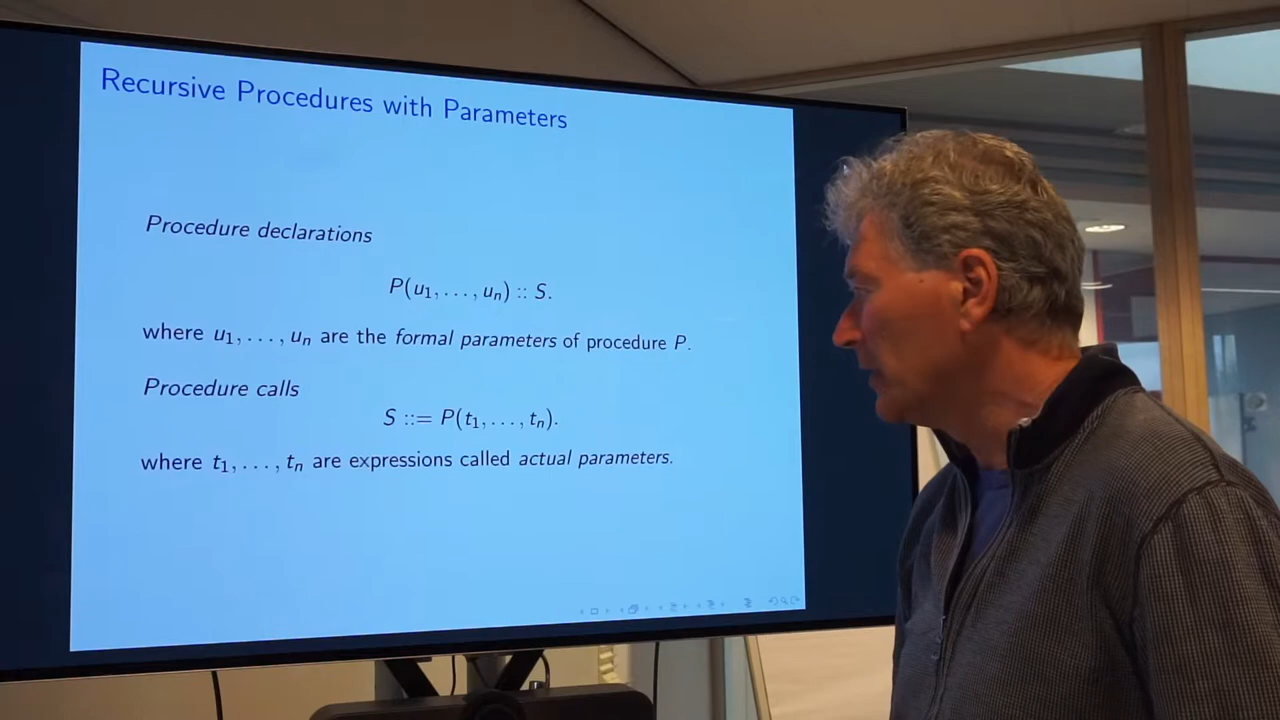 Recursive Procedures with Parameters
Procedure declarations
P(u₁, . . . , uₙ) :: S.
where u₁, . . . , uₙ are the formal parameters of procedure P.
Procedure calls
S ::= P(t₁, . . . , tₙ).
where t₁, . . . , tₙ are expressions called actual parameters.